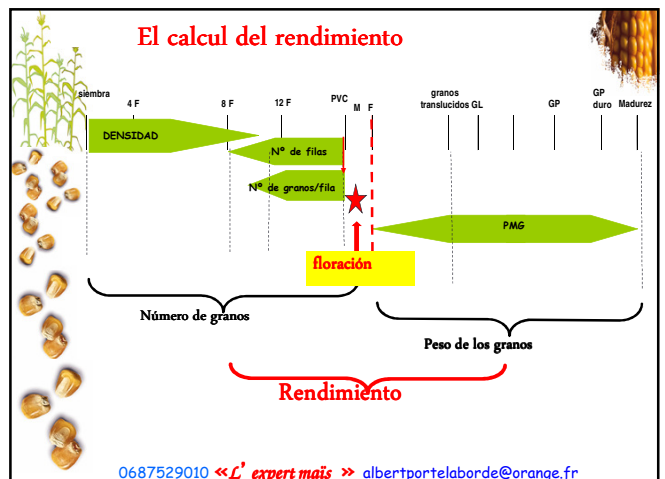 El calcul del rendimiento
siembra
4 F
8 F
12 F
PVC
M
F
granos
translucidos GL
GP
GP
duro
Madurez
DENSIDAD
Nº de filas
Nº de granos/fila
PMG
floración
Número de granos
Peso de los granos
Rendimiento
0687529010 «L’ expert maïs » albertportelaborde@orange.fr